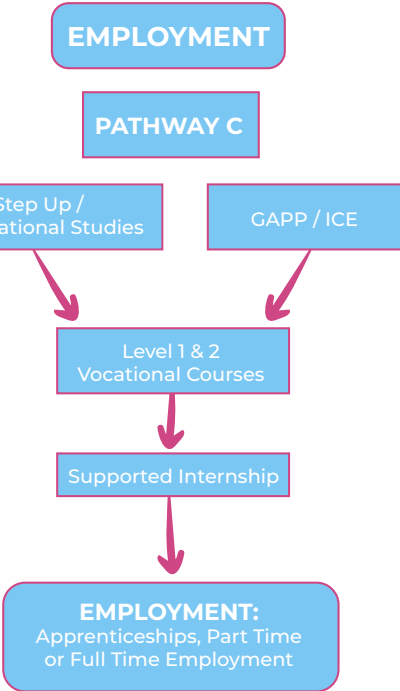 EMPLOYMENT
PATHWAY C
Step Up /
ational Studies
GAPP / ICE
Level 1 & 2
Vocational Courses
Supported Internship
EMPLOYMENT:
Apprenticeships, Part Time
or Full Time Employment